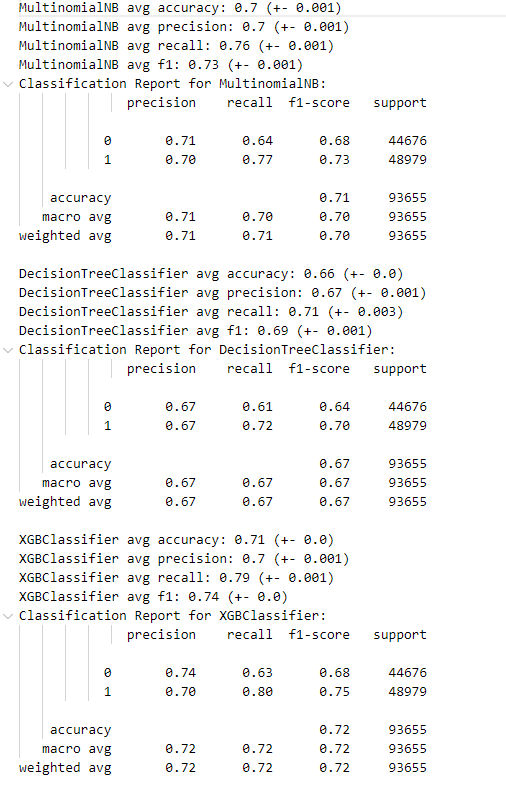 MultinomialNB avg accuracy: 0.7 (+- 0.001)
MultinomialNB avg precision: 0.7 (+- 0.001)
MultinomialNB avg recall: 0.76 (+- 0.001)
MultinomialNB avg f1: 0.73 (+- 0.001)
Classification Report for MultinomialNB:
precision recall f1-score support
0 0.71 0.64 0.68 44676
1 0.70 0.77 0.73 48979
accuracy 0.71 93655
macro avg 0.71 0.70 0.70 93655
weighted avg 0.71 0.71 0.70 93655
DecisionTreeClassifier avg accuracy: 0.66 (+- 0.0)
DecisionTreeClassifier avg precision: 0.67 (+- 0.001)
DecisionTreeClassifier avg recall: 0.71 (+- 0.003)
DecisionTreeClassifier avg f1: 0.69 (+- 0.001)
Classification Report for DecisionTreeClassifier:
precision recall f1-score support
0 0.67 0.61 0.64 44676
1 0.67 0.72 0.70 48979
accuracy 0.67 93655
macro avg 0.67 0.67 0.67 93655
weighted avg 0.67 0.67 0.67 93655
XGBClassifier avg accuracy: 0.71 (+- 0.0)
XGBClassifier avg precision: 0.7 (+- 0.001)
XGBClassifier avg recall: 0.79 (+- 0.001)
XGBClassifier avg f1: 0.74 (+- 0.0)
Classification Report for XGBClassifier:
precision recall f1-score support
0 0.74 0.63 0.68 44676
1 0.70 0.80 0.75 48979
accuracy 0.72 93655
macro avg 0.72 0.72 0.72 93655
weighted avg 0.72 0.72 0.72 93655